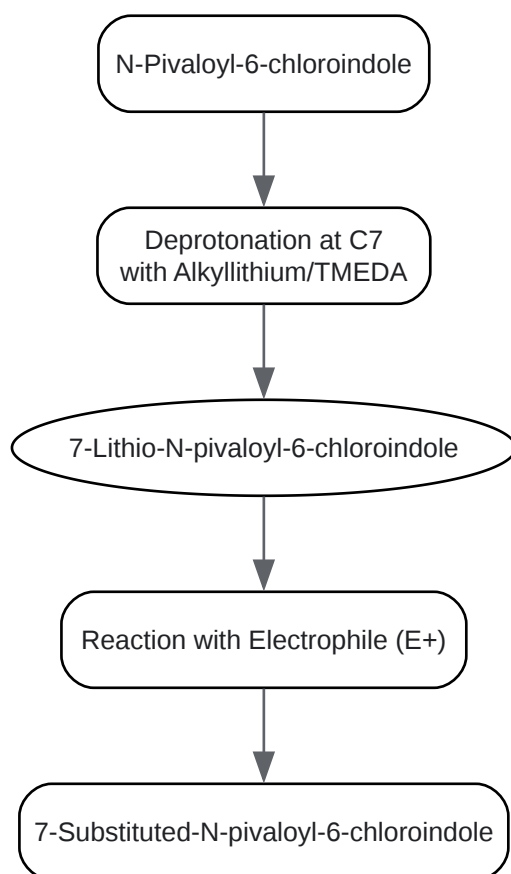 N-Pivaloyl-6-chloroindole
Deprotonation at C7
with Alkyllithium/TMEDA
7-Lithio-N-pivaloyl-6-chloroindole
Reaction with Electrophile (E+)
7-Substituted-N-pivaloyl-6-chloroindole